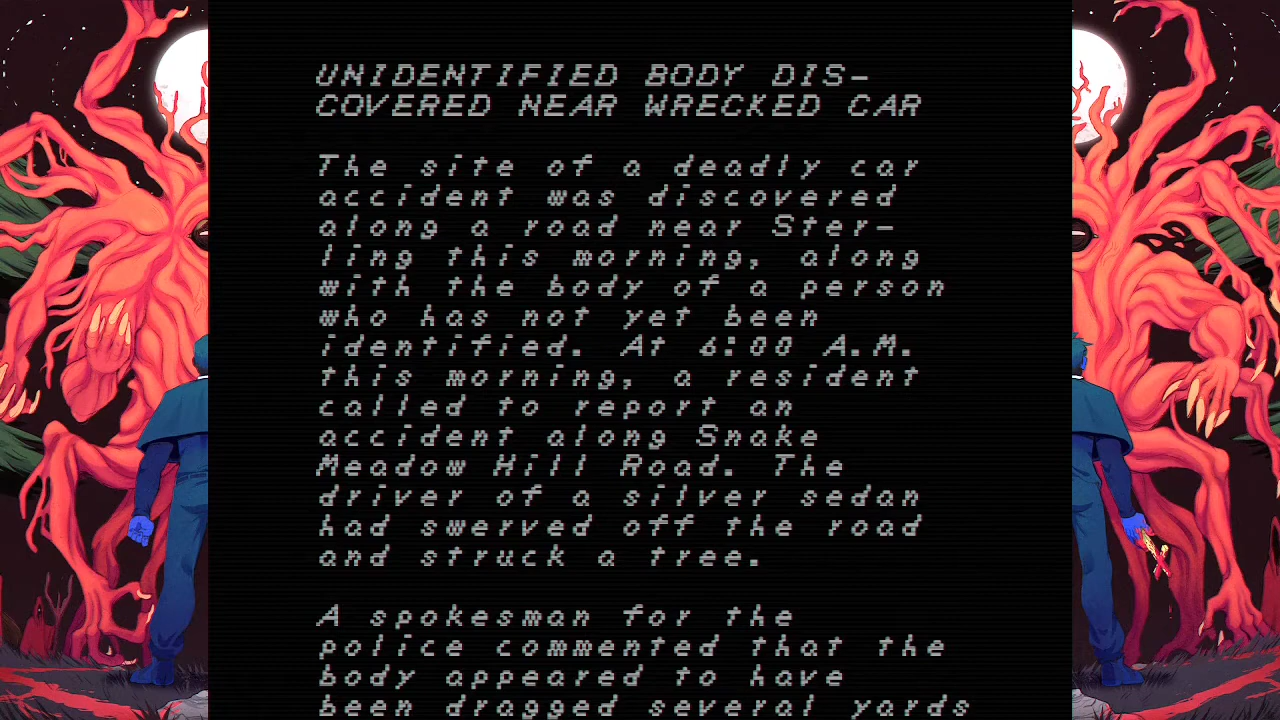 UNIDENTIFIED BODY DIS-
COVERED NEAR WRECKED CAR
The site of a deadly car
accident was discovered
along a road near Ster-
ling this morning, along
with the body of a person
who has not yet been
identified. At 6:00 A.M.
this morning, a resident
called to report an
accident along Snake
Meadow Hill Road. The
driver of a silver sedan
had swerved off the road
and struck a tree.
A spokesman for the
police commented that the
body appeared to have
been dragged several yards